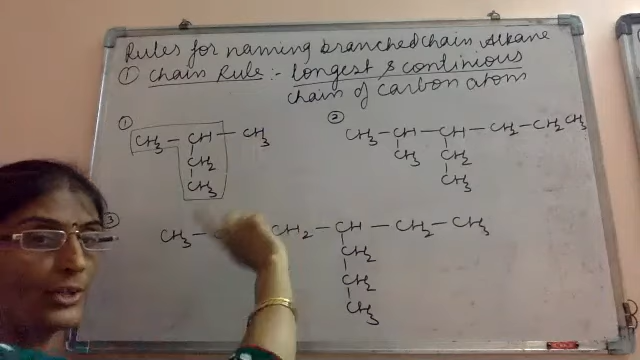 Rules for naming branched chain Alkane
① Chain Rule:- longest & continious
chain of carbon atoms
①
CH3 - CH - CH3
CH2
CH3
②
CH3 - CH - CH - CH2 - CH2 CH3
CH3 CH2
CH3
③
CH3 - CH2 - CH - CH2 - CH3
CH2
CH2
CH3